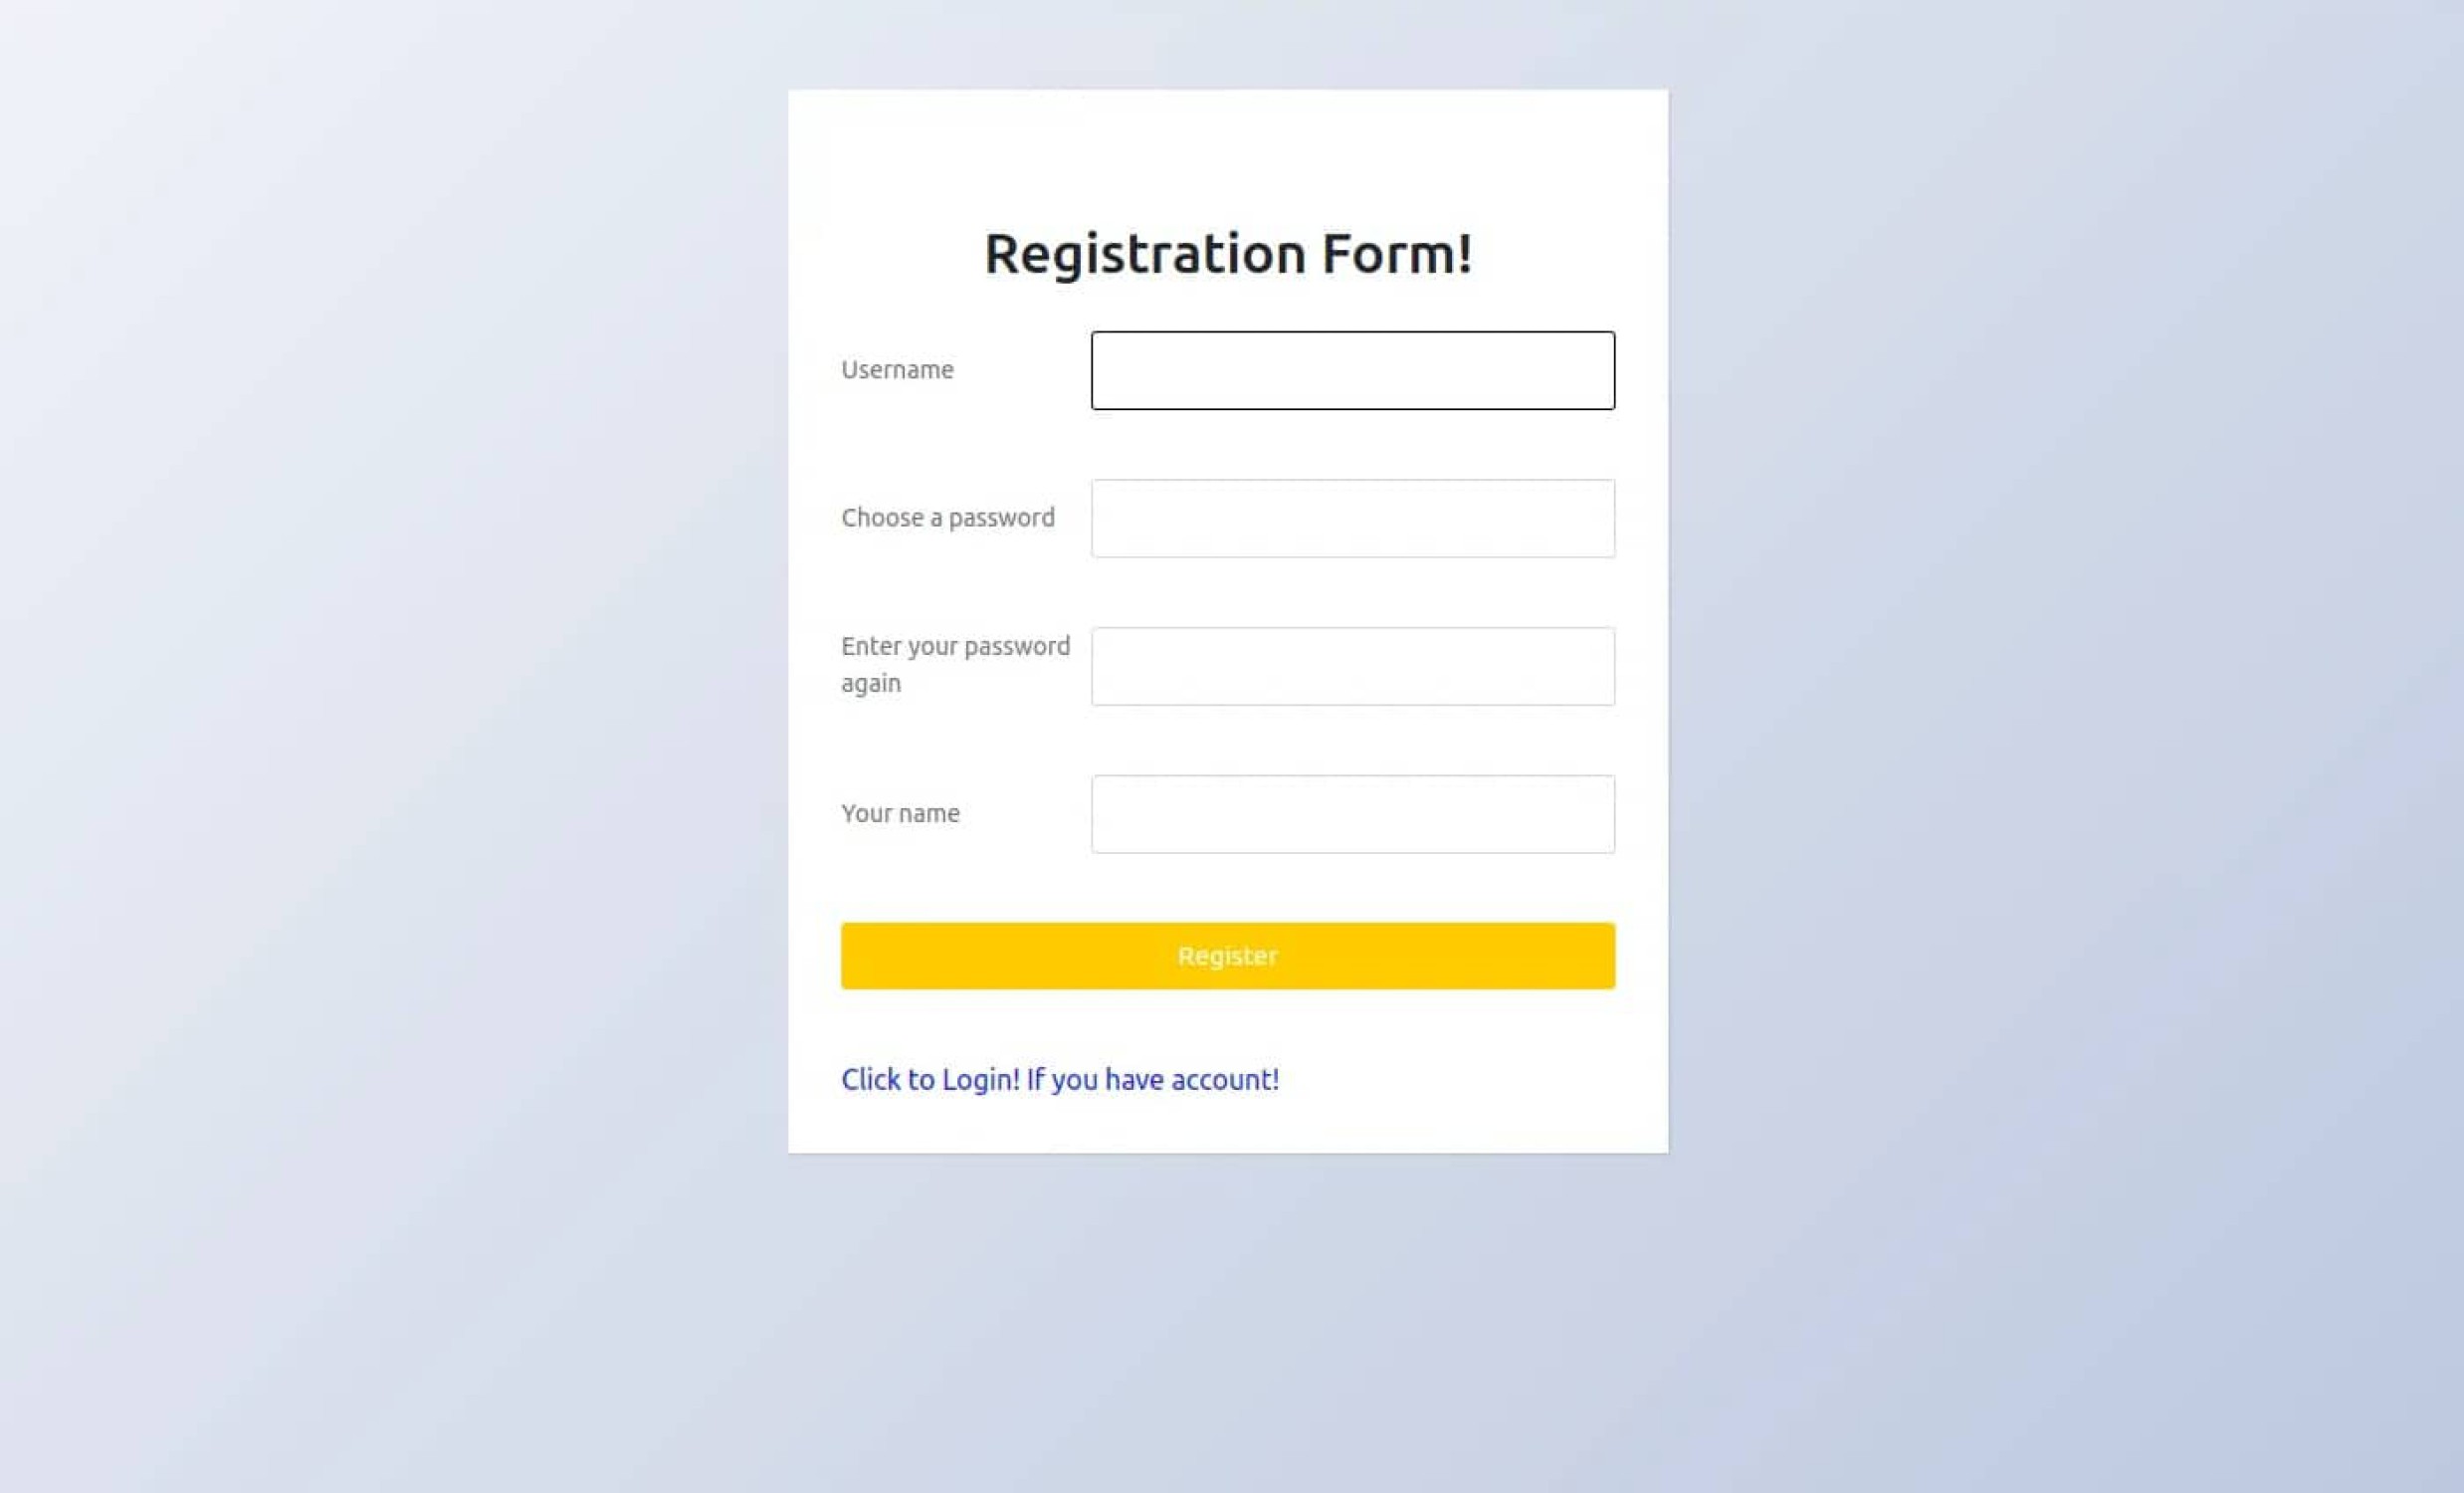 Registration Form!
Username
Choose a password
Enter your password
again
Your name
Register
Click to Login! If you have account!